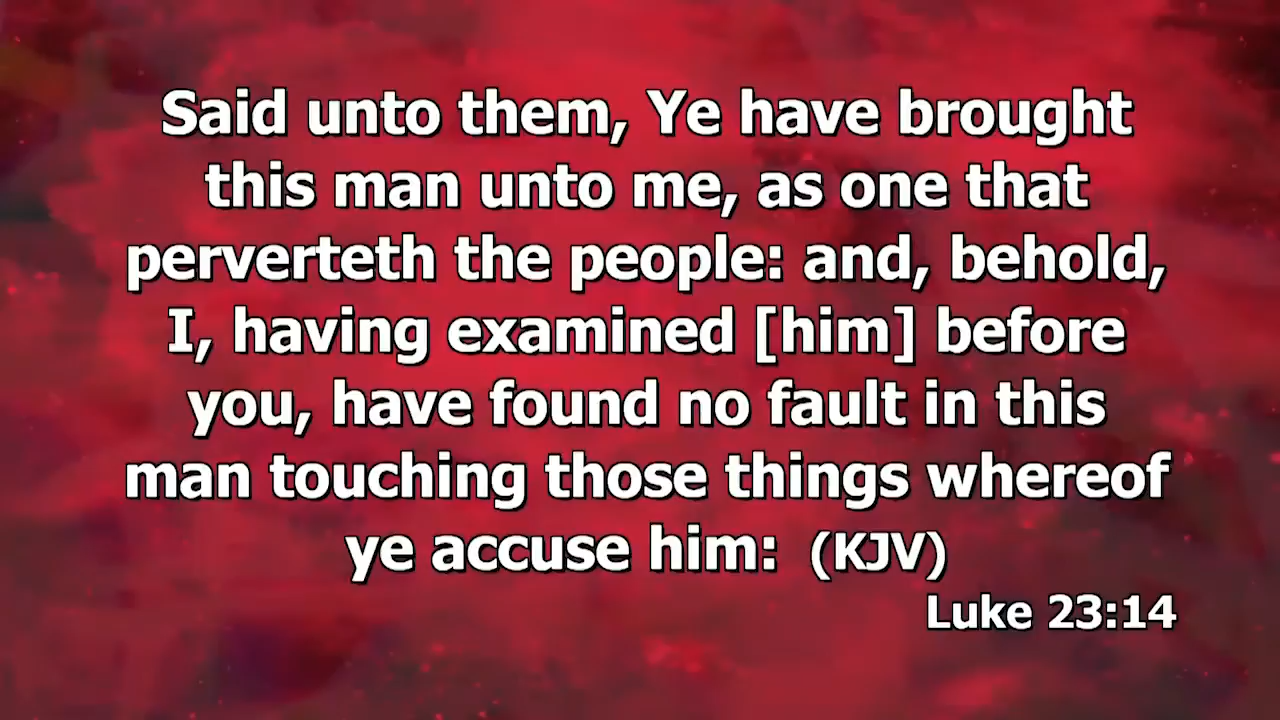 Said unto them, Ye have brought
this man unto me, as one that
perverteth the people: and, behold,
I, having examined [him] before
you, have found no fault in this
man touching those things whereof
ye accuse him: (KJV)
Luke 23:14